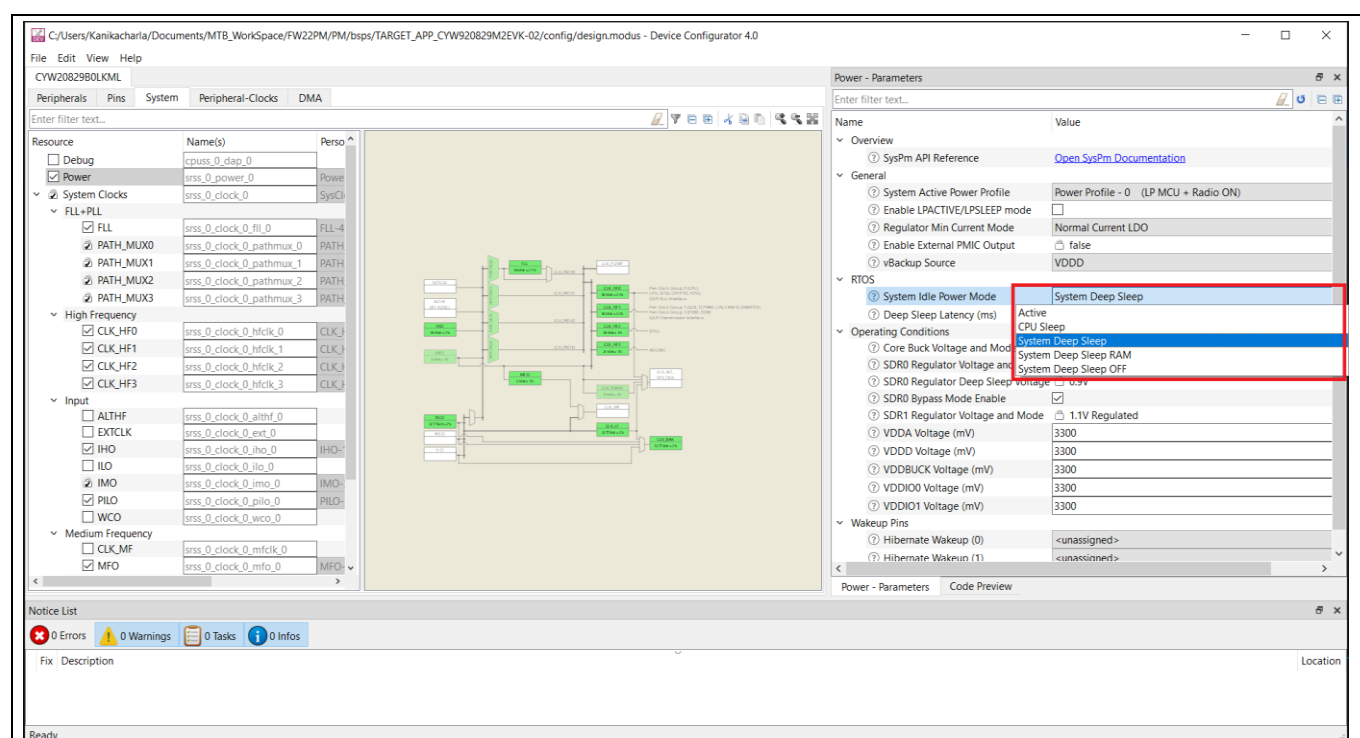 C:/Users/Kanikacharla/Documents/MTB_WorkSpace/FW22PM/PM/bsps/TARGET_APP_CYW920829M2EVK-02/config/design.modus - Device Configurator 4.0
File Edit View Help
CYW20829B0LKML
Peripherals Pins System Peripheral-Clocks DMA
Enter filter text...
Resource Name(s) Perso
Debug cpuss_0_dap_0
Power srss_0_power_0 Powe
System Clocks srss_0_clock_0 SysCl
FLL+PLL
FLL srss_0_clock_0_fll_0 FLL-4
PATH_MUX0 srss_0_clock_0_pathmux_0 PATH
PATH_MUX1 srss_0_clock_0_pathmux_1 PATH
PATH_MUX2 srss_0_clock_0_pathmux_2 PATH
PATH_MUX3 srss_0_clock_0_pathmux_3 PATH
High Frequency
CLK_HF0 srss_0_clock_0_hfclk_0 CLK_H
CLK_HF1 srss_0_clock_0_hfclk_1 CLK_H
CLK_HF2 srss_0_clock_0_hfclk_2 CLK_H
CLK_HF3 srss_0_clock_0_hfclk_3 CLK_H
Input
ALTHF srss_0_clock_0_althf_0
EXTCLK srss_0_clock_0_ext_0
IHO srss_0_clock_0_iho_0 IHO-1
ILO srss_0_clock_0_ilo_0
IMO srss_0_clock_0_imo_0 IMO-
PILO srss_0_clock_0_pilo_0 PILO-
WCO srss_0_clock_0_wco_0
Medium Frequency
CLK_MF srss_0_clock_0_mfclk_0
MFO srss_0_clock_0_mfo_0 MFO-
Power - Parameters
Enter filter text...
Name Value
Overview
SysPm API Reference Open SysPm Documentation
General
System Active Power Profile Power Profile - 0 (LP MCU + Radio ON)
Enable LPACTIVE/LPSLEEP mode
Regulator Min Current Mode Normal Current LDO
Enable External PMIC Output false
vBackup Source VDDD
RTOS
System Idle Power Mode System Deep Sleep
Deep Sleep Latency (ms)
Active
CPU Sleep
System Deep Sleep
System Deep Sleep RAM
System Deep Sleep OFF
Operating Conditions
Core Buck Voltage and Mod
SDR0 Regulator Voltage and
SDR0 Regulator Deep Sleep Voltage 0.9V
SDR0 Bypass Mode Enable
SDR1 Regulator Voltage and Mode 1.1V Regulated
VDDA Voltage (mV) 3300
VDDD Voltage (mV) 3300
VDDBUCK Voltage (mV) 3300
VDDIO0 Voltage (mV) 3300
VDDIO1 Voltage (mV) 3300
Wakeup Pins
Hibernate Wakeup (0) <unassigned>
Hibernate Wakeup (1) <unassigned>
Power - Parameters Code Preview
Notice List
0 Errors 0 Warnings 0 Tasks 0 Infos
Fix Description Location
Ready